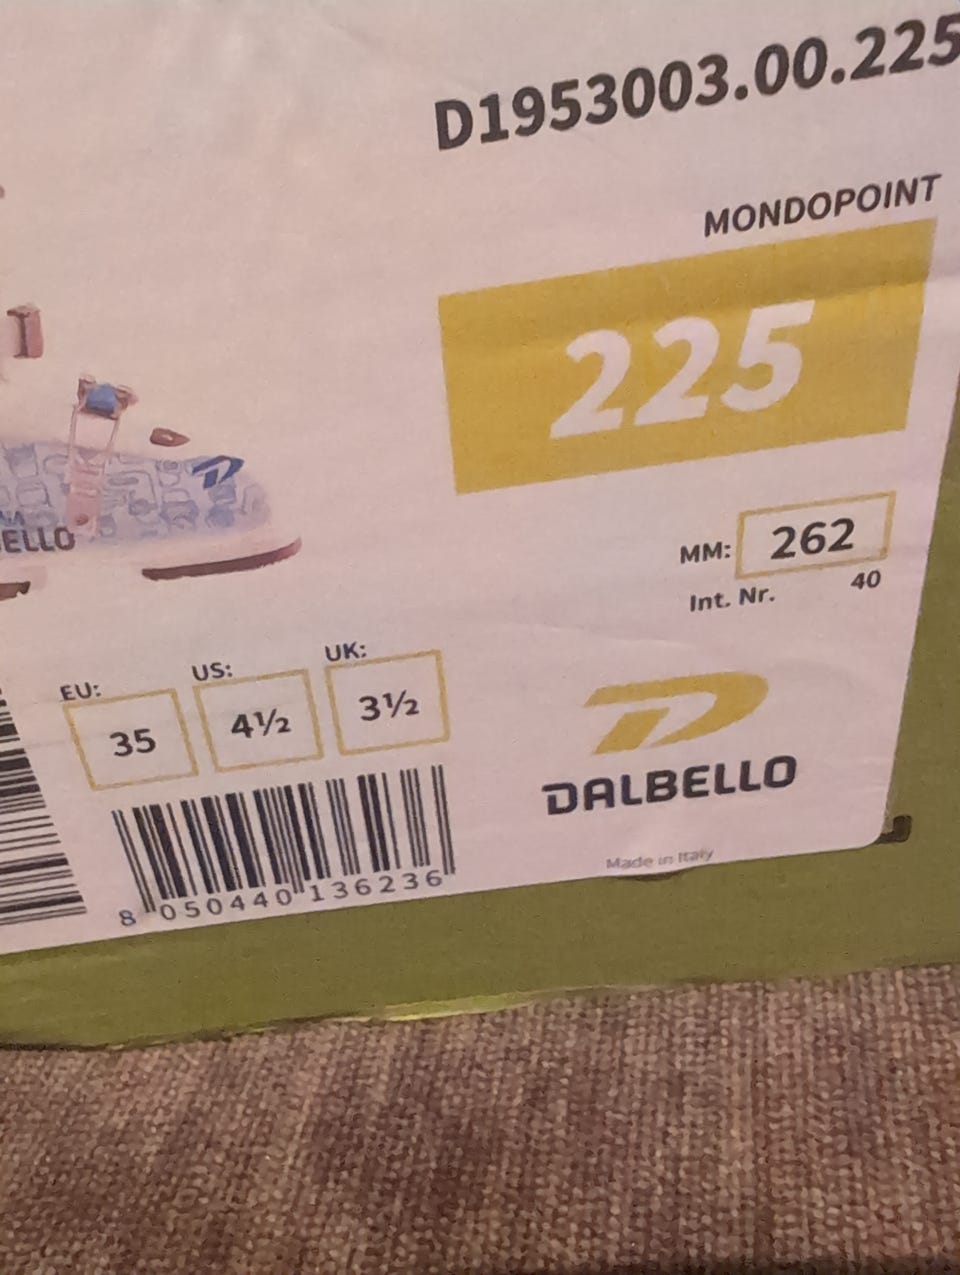 D1953003.00.225
MONDOPOINT
225
MM: 262
Int. Nr. 40
ELLO
EU: US: UK:
35 4½ 3½
DALBELLO
Made in Italy
8 050440 136236